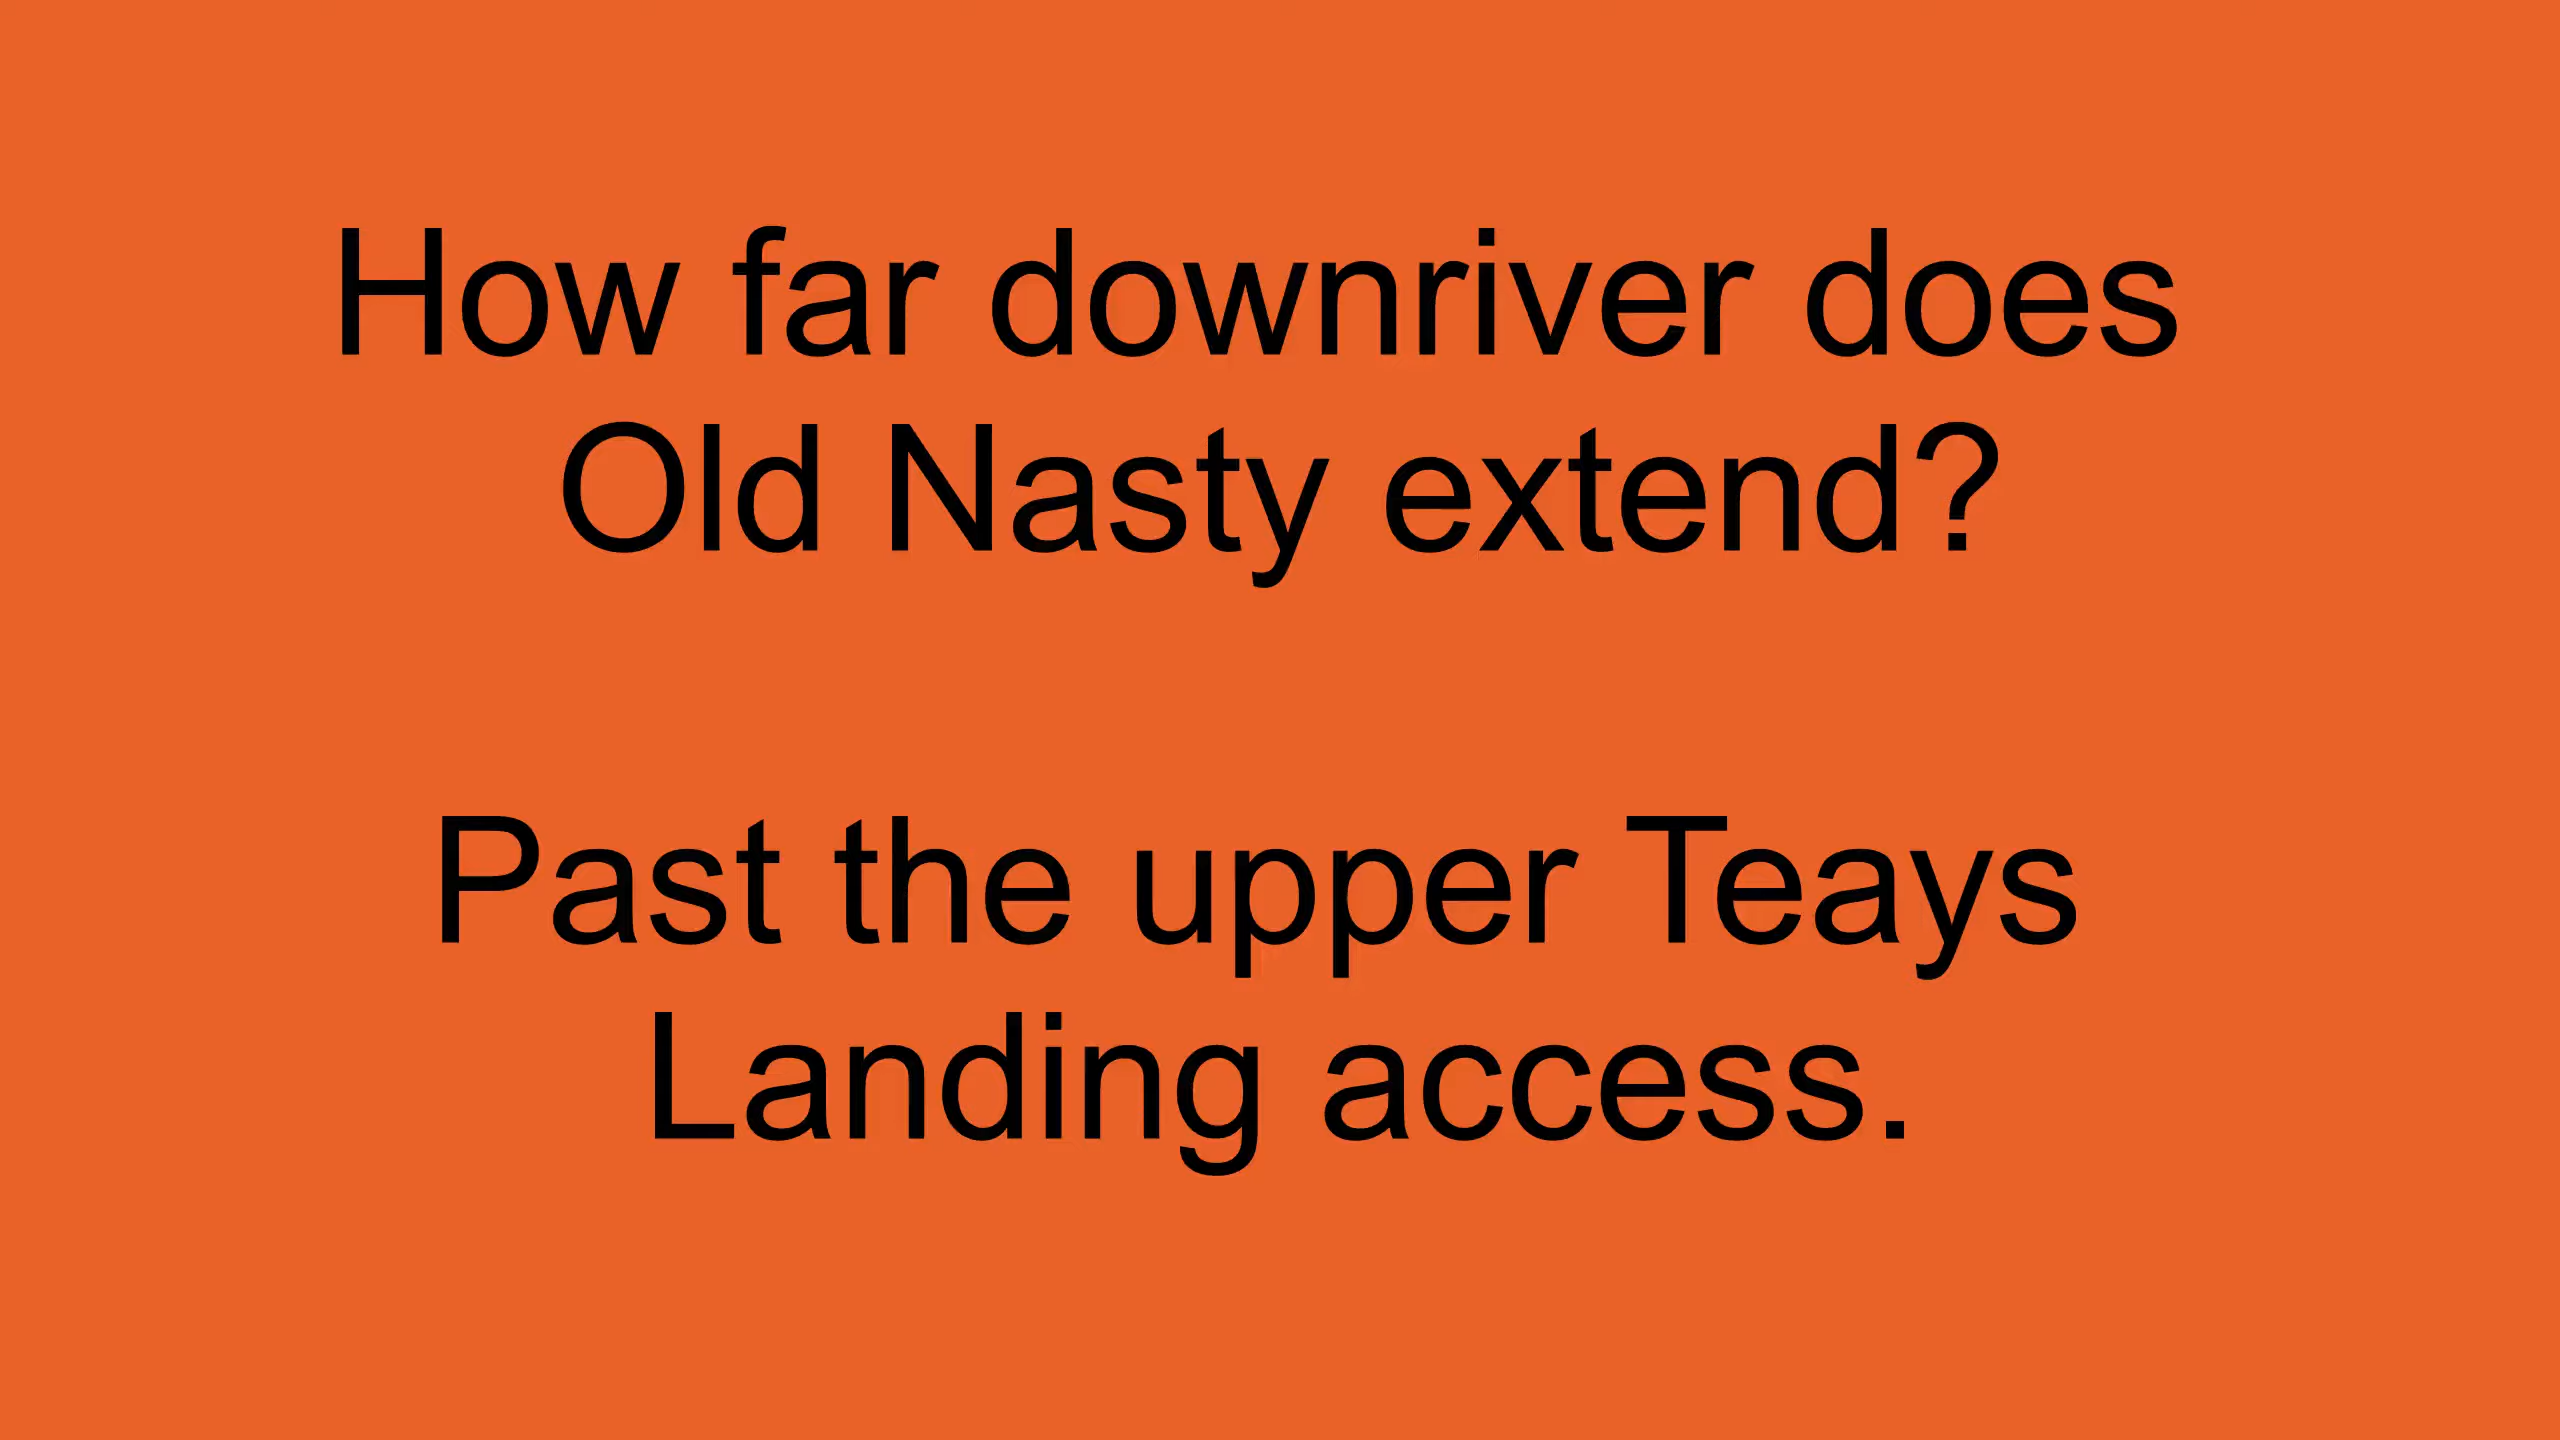 How far downriver does
Old Nasty extend?
Past the upper Teays
Landing access.